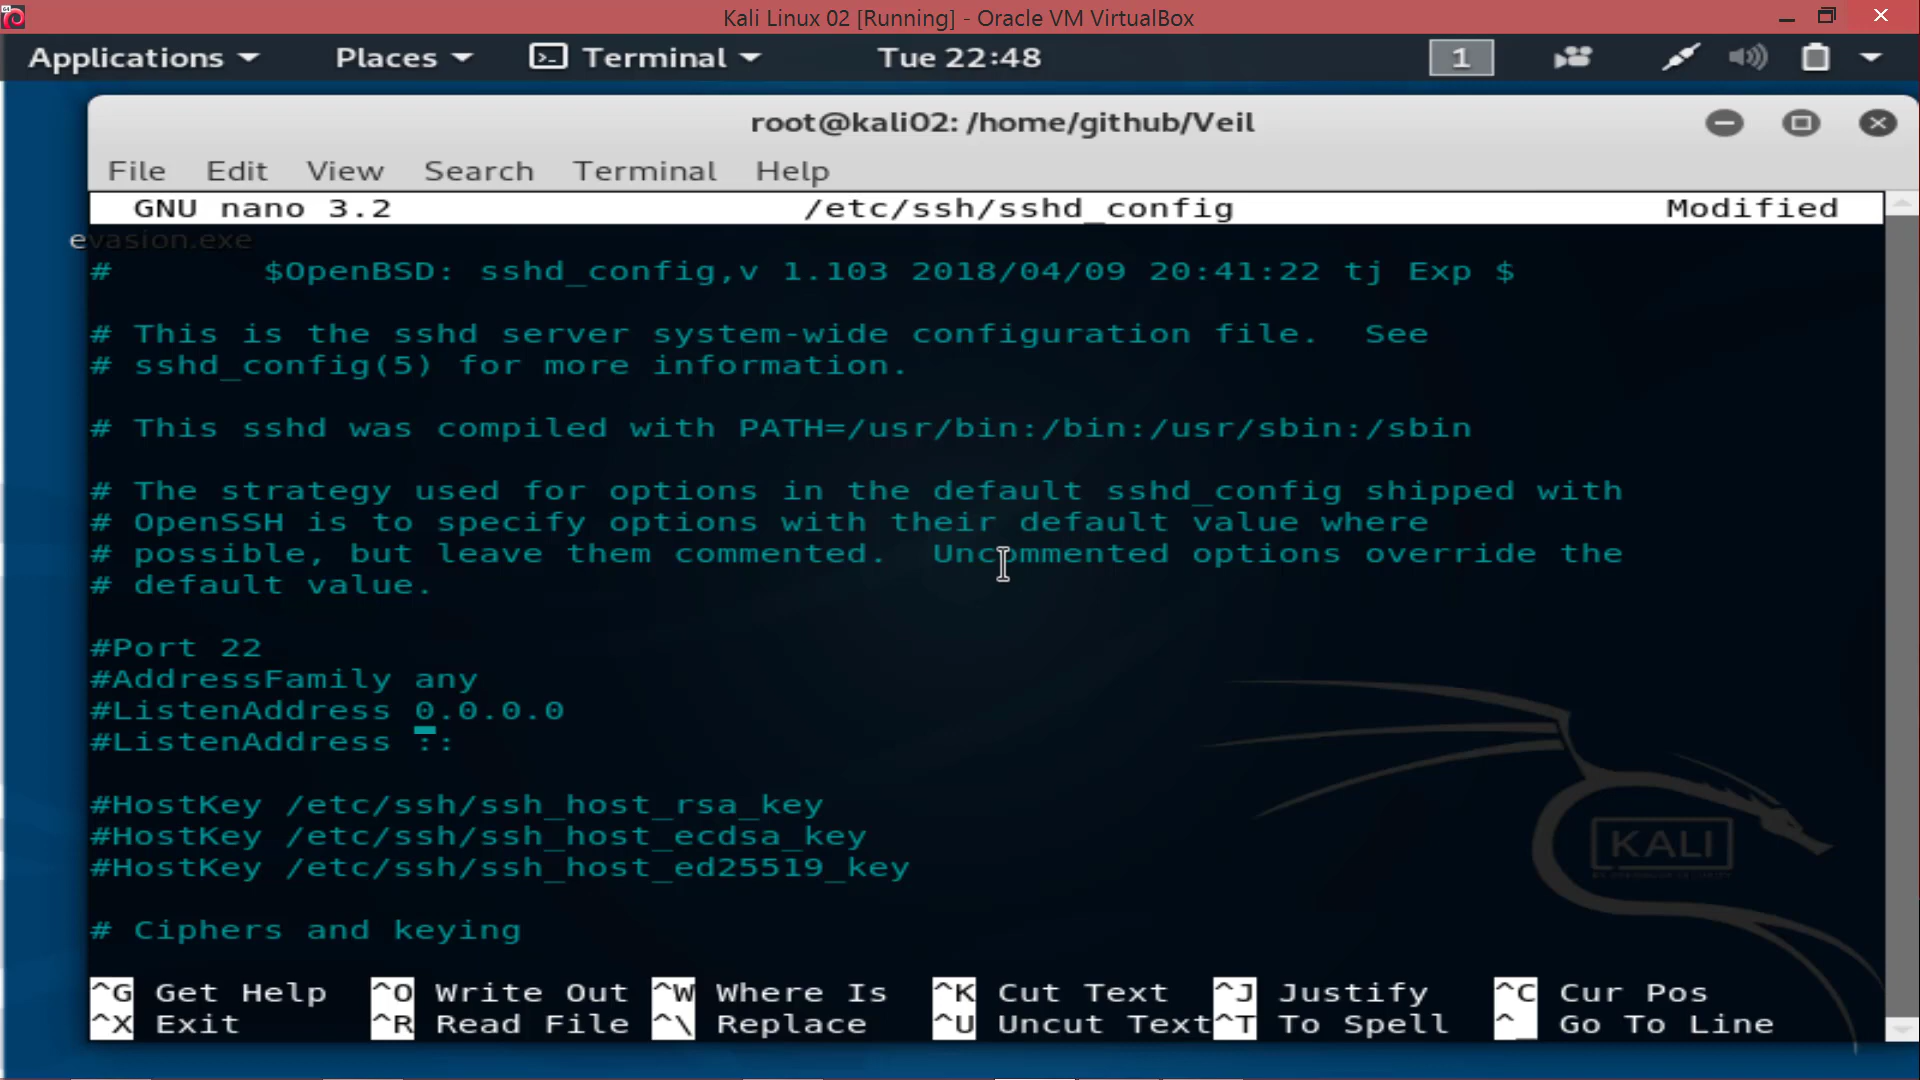 Kali Linux 02 [Running] - Oracle VM VirtualBox
Applications Places Terminal Tue 22:48 1
root@kali02: /home/github/Veil
File Edit View Search Terminal Help
GNU nano 3.2 /etc/ssh/sshd_config Modified
evasion.exe
# $OpenBSD: sshd_config,v 1.103 2018/04/09 20:41:22 tj Exp $
# This is the sshd server system-wide configuration file. See
# sshd_config(5) for more information.
# This sshd was compiled with PATH=/usr/bin:/bin:/usr/sbin:/sbin
# The strategy used for options in the default sshd_config shipped with
# OpenSSH is to specify options with their default value where
# possible, but leave them commented. Uncommented options override the
# default value.
#Port 22
#AddressFamily any
#ListenAddress 0.0.0.0
#ListenAddress ::
#HostKey /etc/ssh/ssh_host_rsa_key
#HostKey /etc/ssh/ssh_host_ecdsa_key
#HostKey /etc/ssh/ssh_host_ed25519_key
KALI
# Ciphers and keying
^G Get Help ^O Write Out ^W Where Is ^K Cut Text ^J Justify ^C Cur Pos
^X Exit ^R Read File ^\ Replace ^U Uncut Text ^T To Spell ^_ Go To Line